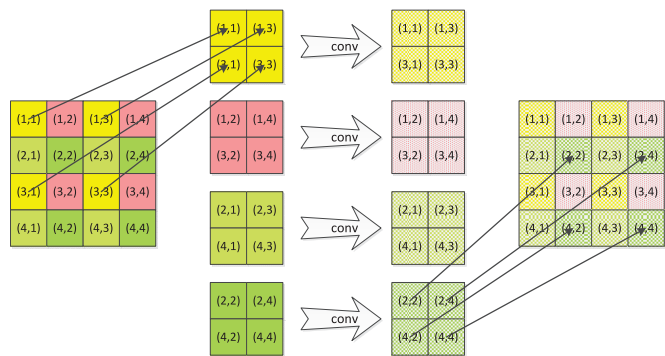 (1,1) (1,3)
(3,1) (3,3)
conv
(1,1) (1,3)
(3,1) (3,3)
(1,1) (1,2) (1,3) (1,4)
(2,1) (2,2) (2,3) (2,4)
(3,1) (3,2) (3,3) (3,4)
(4,1) (4,2) (4,3) (4,4)
(1,2) (1,4)
(3,2) (3,4)
conv
(1,2) (1,4)
(3,2) (3,4)
(1,1) (1,2) (1,3) (1,4)
(2,1) (2,2) (2,3) (2,4)
(3,1) (3,2) (3,3) (3,4)
(4,1) (4,2) (4,3) (4,4)
(2,1) (2,3)
(4,1) (4,3)
conv
(2,1) (2,3)
(4,1) (4,3)
(2,2) (2,4)
(4,2) (4,4)
conv
(2,2) (2,4)
(4,2) (4,4)